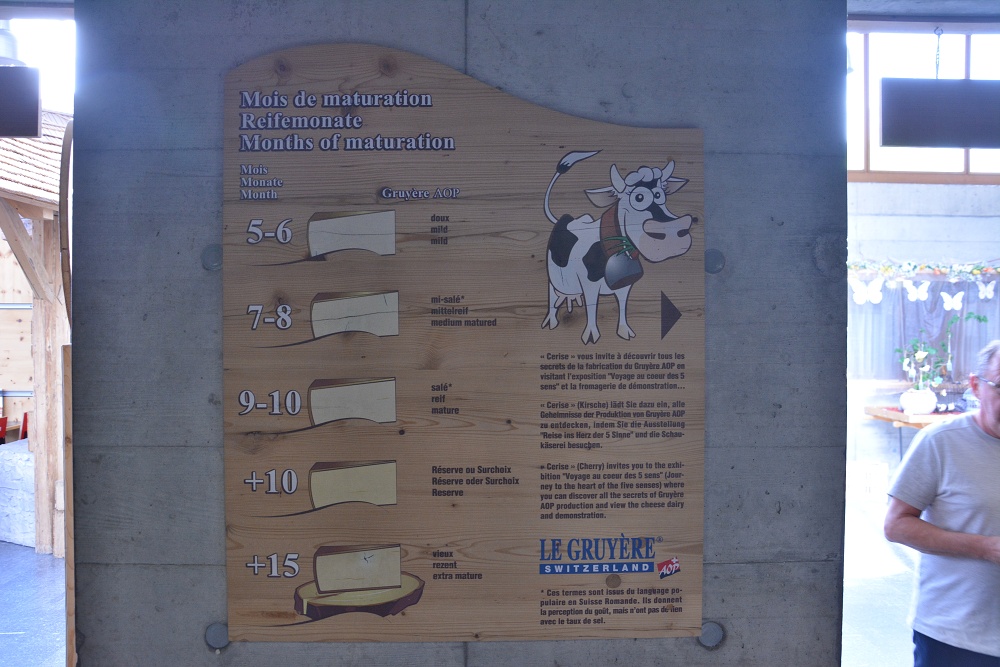 Mois de maturation
Reifemonate
Months of maturation
Mois
Monate
Month
Gruyère AOP
5-6
doux
mild
mild
7-8
mi-salé*
mittelreif
medium matured
9-10
salé*
reif
mature
+10
Réserve ou Surchoix
Réserve oder Surchoix
Reserve
+15
vieux
rezent
extra mature
« Cerise » vous invite à découvrir tous les
secrets de la fabrication du Gruyère AOP en
visitant l'exposition "Voyage au coeur des 5
sens" et la fromagerie de démonstration...
« Cerise » (Kirsche) lädt Sie dazu ein, alle
Geheimnisse der Produktion von Gruyère AOP
zu entdecken, indem Sie die Ausstellung
"Reise ins Herz der 5 Sinne" und die Schau-
käserei besuchen.
« Cerise » (Cherry) invites you to the exhi-
bition "Voyage au coeur des 5 sens" (Jour-
ney to the heart of the five senses) where
you can discover all the secrets of Gruyère
AOP production and view the cheese dairy
and demonstration.
LE GRUYÈRE®
SWITZERLAND AOP
* Ces termes sont issus du language po-
pulaire en Suisse Romande. Ils donnent
la perception du goût, mais n'ont pas de lien
avec le taux de sel.